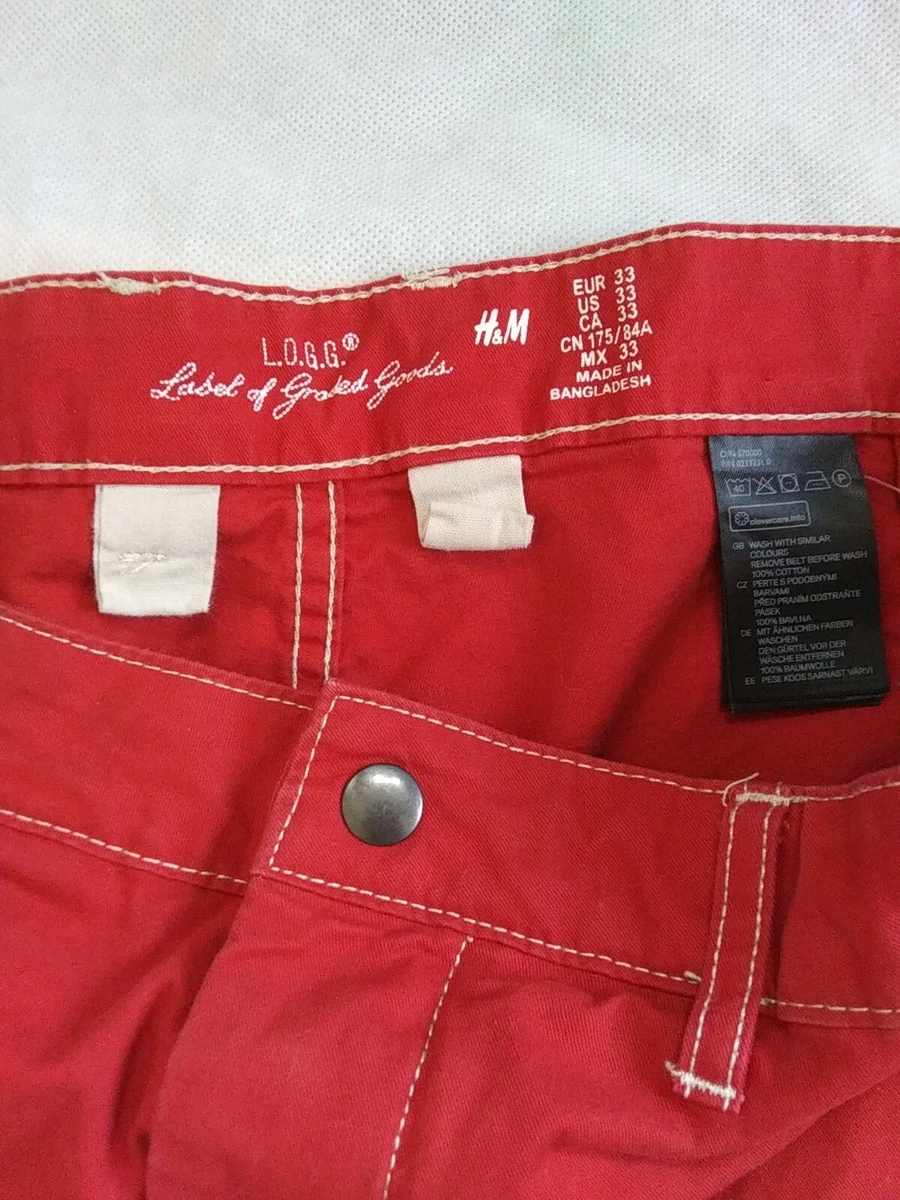 L.O.G.G.®
Label of Graded Goods
H&M
EUR 33
US 33
CA 33
CN 175/84A
MX 33
MADE IN
BANGLADESH
40
P
clevercare.info
GB WASH WITH SIMILAR
COLOURS
REMOVE BELT BEFORE WASH
100% COTTON
CZ PERTE S PODOBNÝMI
BARVAMI
PŘED PRANÍM ODSTRAŇTE
PÁSEK
100% BAVLNA
DE MIT ÄHNLICHEN FARBEN
WASCHEN
DEN GÜRTEL VOR DER
WÄSCHE ENTFERNEN
100% BAUMWOLLE
EE PESE KOOS SARNAST VÄRVI